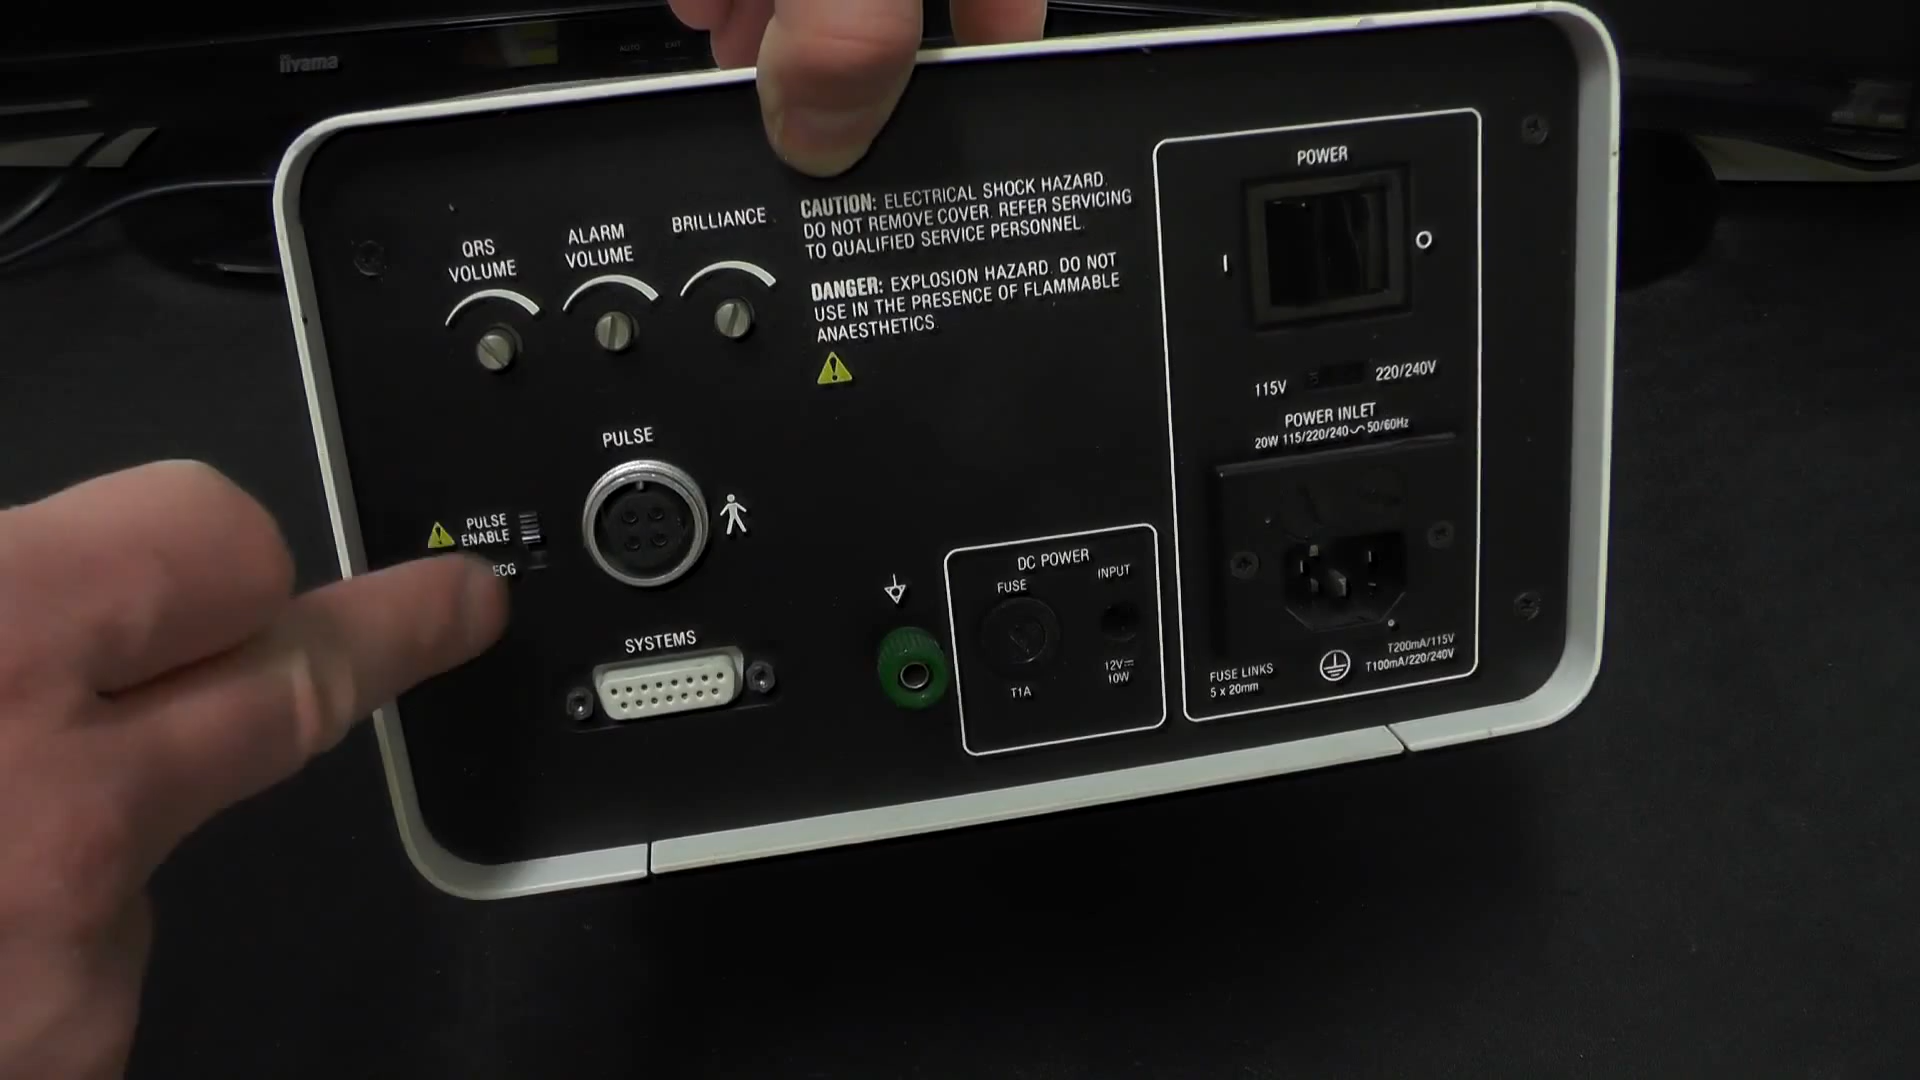 iiyama
AUTO EXIT
QRS
VOLUME
ALARM
VOLUME
BRILLIANCE
CAUTION: ELECTRICAL SHOCK HAZARD.
DO NOT REMOVE COVER. REFER SERVICING
TO QUALIFIED SERVICE PERSONNEL.
DANGER: EXPLOSION HAZARD. DO NOT
USE IN THE PRESENCE OF FLAMMABLE
ANAESTHETICS.
POWER
I
O
115V
220/240V
POWER INLET
20W 115/220/240~50/60Hz
PULSE
PULSE
ENABLE
ECG
SYSTEMS
DC POWER
FUSE
INPUT
T1A
12V⎓
10W
FUSE LINKS
5 x 20mm
T200mA/115V
T100mA/220/240V